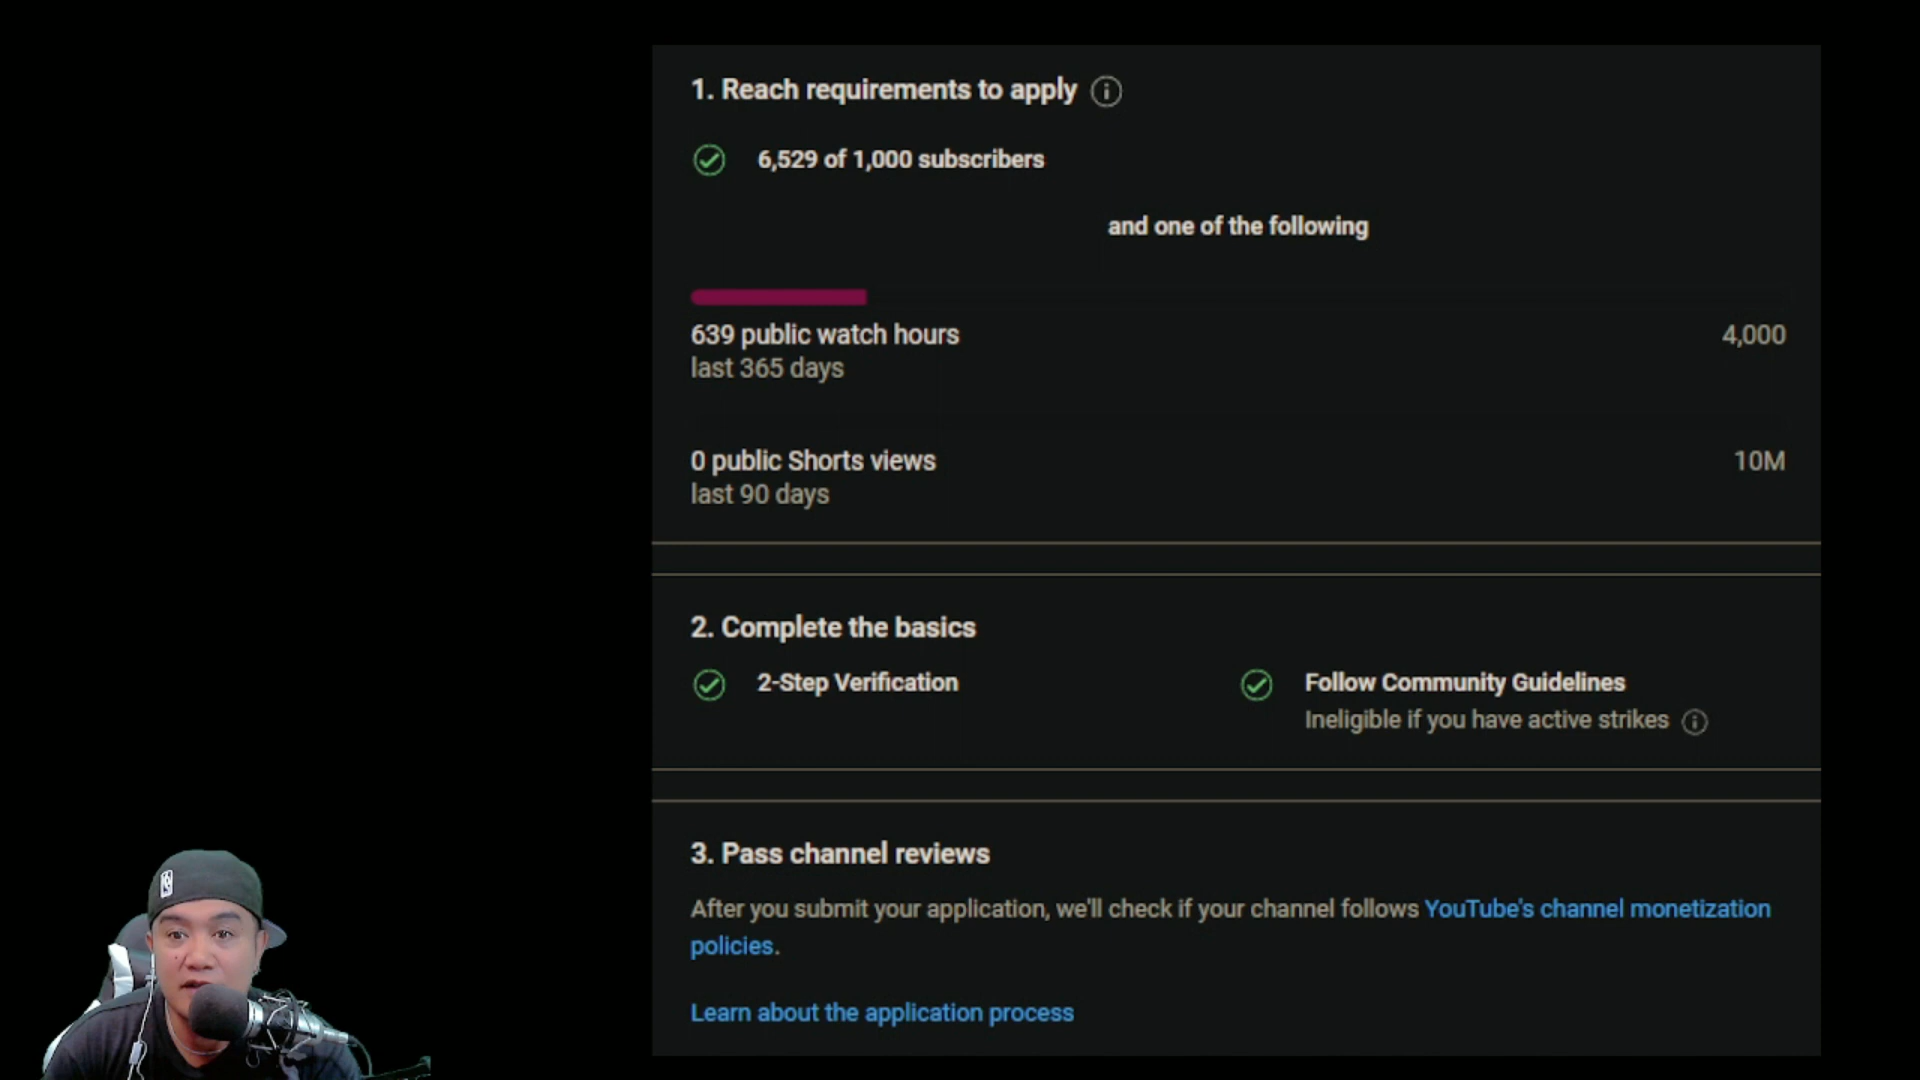 1. Reach requirements to apply
6,529 of 1,000 subscribers
and one of the following
639 public watch hours
4,000
last 365 days
0 public Shorts views
10M
last 90 days
2. Complete the basics
2-Step Verification
Follow Community Guidelines
Ineligible if you have active strikes
3. Pass channel reviews
After you submit your application, we'll check if your channel follows YouTube's channel monetization
policies.
Learn about the application process